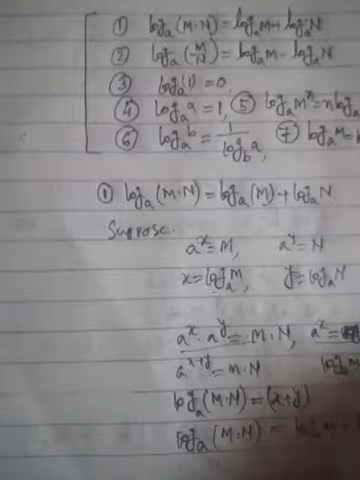 ① logₐ(M·N) = logₐM + logₐN
② logₐ(M/N) = logₐM - logₐN
③ logₐ(1) = 0,
④ logₐa = 1, ⑤ logₐMⁿ = n logₐ
⑥ logₐb = 1/log_b a, ⑦ logₐM =
① logₐ(M·N) = logₐ(M) + logₐN
Suppose.
aˣ = M, aʸ = N
x = logₐM, y = logₐN
aˣ · aʸ = M·N, aˣ =
aˣ⁺ʸ = m·N
logₐ(M·N) = (x+y)
logₐ(M·N) =